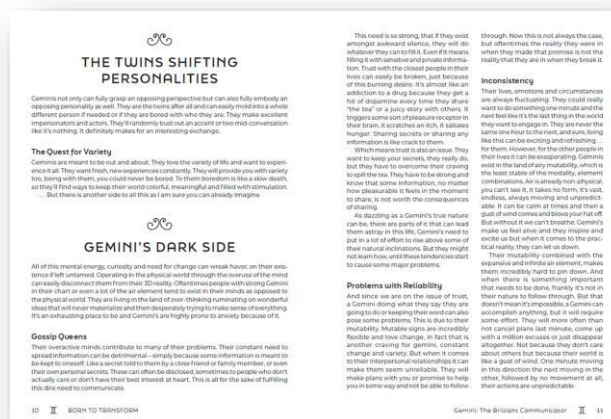 THE TWINS SHIFTING
PERSONALITIES
Geminis not only can fully grasp an opposing perspective but can also fully embody an
opposing personality as well. They are the twins after all and can easily mold into a whole
different person if needed or if they are bored with who they are. They make excellent
impersonators and actors. They'll randomly bust out an accent or two mid-conversation
like it's nothing. It definitely makes for an interesting exchange.
The Quest for Variety
Geminis are meant to be out and about. They love the variety of life and want to experi-
ence it all. They want fresh, new experiences constantly. They will provide you with variety
too, being with them, you could never be bored. To them boredom is like a slow death,
so they'll find ways to keep their world colorful, meaningful and filled with stimulation.
. . . But there is another side to all this as I am sure you can already imagine.
GEMINI'S DARK SIDE
All of this mental energy, curiosity and need for change can wreak havoc on their exis-
tence if left untamed. Operating in the physical world through the overuse of the mind
can easily disconnect them from their 3D reality. Oftentimes people with strong Gemini
in their chart or even a lot of the air element tend to exist in their minds as opposed to
the physical world. They are living in the land of over-thinking ruminating on wonderful
ideas that will never materialize and then desperately trying to make sense of everything.
It's an exhausting place to be and Gemini's are highly prone to anxiety because of it.
Gossip Queens
Their overactive minds contribute to many of their problems. Their constant need to
spread information can be detrimental—simply because some information is meant to
be kept to oneself. Like a secret told to them by a close friend or family member, or even
their own personal secrets. These can often be disclosed, sometimes to people who don't
actually care or don't have their best interest at heart. This is all for the sake of fulfilling
this dire need to communicate.
10 ♊ BORN TO TRANSFORM
This need is so strong, that if they exist
amongst awkward silence, they will do
whatever they can to fill it. Even if it means
filling it with sensitive and private informa-
tion. Trust with the closest people in their
lives can easily be broken, just because
of this burning desire. It's almost like an
addiction to a drug because they get a
hit of dopamine every time they share
"the tea" or a juicy story with others. It
triggers some sort of pleasure receptor in
their brain, it scratches an itch, it satiates
hunger. Sharing secrets or sharing any
information is like crack to them.
Which means trust is also an issue. They
want to keep your secrets, they really do,
but they have to overcome their craving
to spill the tea. They have to be strong and
know that some information, no matter
how pleasurable it feels in the moment
to share, is not worth the consequences
of sharing.
As dazzling as a Gemini's true nature
can be, there are parts of it that can lead
them astray in this life, Gemini's need to
put in a lot of effort to rise above some of
their natural inclinations. But they might
not learn how, until these tendencies start
to cause some major problems.
Problems with Reliability
And since we are on the issue of trust,
a Gemini doing what they say they are
going to do or keeping their word can also
pose some problems. This is due to their
mutability. Mutable signs are incredibly
flexible and love change, in fact that is
another craving for gemini, constant
change and variety. But when it comes
to their interpersonal relationships it can
make them seem unreliable. They will
make plans with you or promise to help
you in some way and not be able to follow
through. Now this is not always the case,
but oftentimes the reality they were in
when they made that promise is not the
reality that they are in when they break it.
Inconsistency
Their lives, emotions and circumstances
are always fluctuating. They could really
want to do something one minute and the
next feel like it's the last thing in the world
they want to engage in. They are never the
same one hour to the next, and sure, living
like this can be exciting and refreshing . . .
for them. However, for the other people in
their lives it can be exasperating. Geminis
exist in the land of airy mutability, which is
the least stable of the modality, element
combinations. Air is already non-physical,
you can't see it, it takes no form, it's vast,
endless, always moving and unpredict-
able. It can be calm at times and then a
gust of wind comes and blows your hat off.
But without it we can't breathe. Gemini's
make us feel alive and they inspire and
excite us but when it comes to the prac-
tical reality, they can let us down.
Their mutability combined with the
expansive and infinite air element, makes
them incredibly hard to pin down. And
when there is something important
that needs to be done, frankly it's not in
their nature to follow through. But that
doesn't mean it's impossible, a Gemini can
accomplish anything, but it will require
some effort. They will more often than
not cancel plans last minute, come up
with a million excuses or just disappear
altogether. Not because they don't care
about others but because their world is
like a gust of wind. One minute moving
in this direction the next moving in the
other, followed by no movement at all,
their actions are unpredictable.
Gemini: The Brilliant Communicator ♊ 11